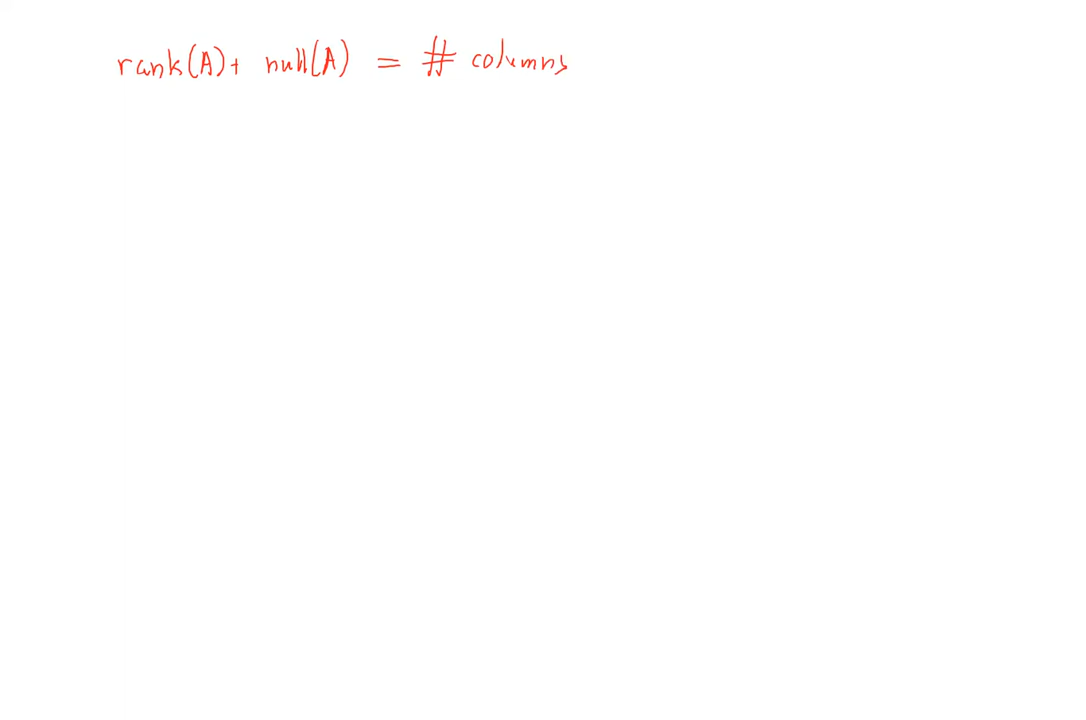 rank(A)+ null(A) = # columns